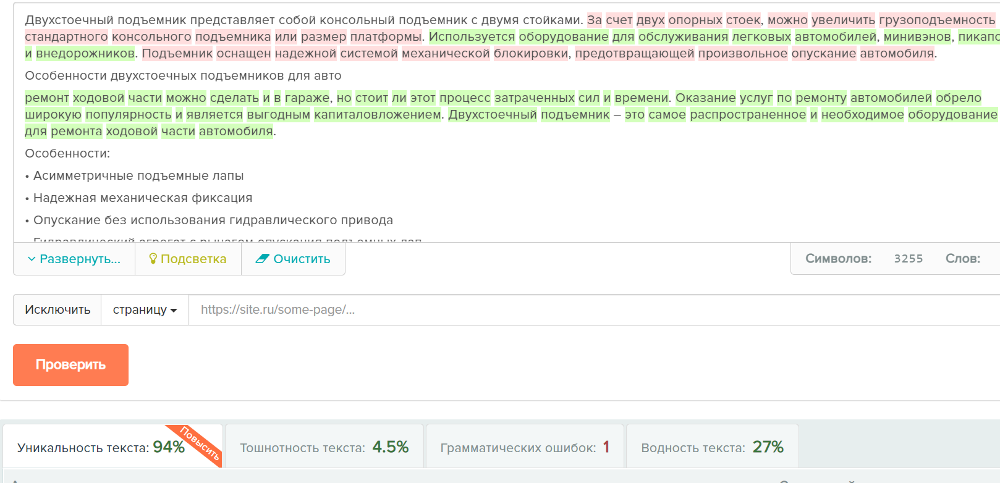 Двухстоечный подъемник представляет собой консольный подъемник с двумя стойками. За счет двух опорных стоек, можно увеличить грузоподъемность
стандартного консольного подъемника или размер платформы. Используется оборудование для обслуживания легковых автомобилей, минивэнов,
и внедорожников. Подъемник оснащен надежной системой механической блокировки, предотвращающей произвольное опускание автомобиля.
Особенности двухстоечных подъемников для авто
ремонт ходовой части можно сделать и в гараже, но стоит ли этот процесс затраченных сил и времени. Оказание услуг по ремонту автомобилей обрело
широкую популярность и является выгодным капиталовложением. Двухстоечный подъемник – это самое распространенное и необходимое оборудование
для ремонта ходовой части автомобиля.
Особенности:
• Асимметричные подъемные лапы
• Надежная механическая фиксация
• Опускание без использования гидравлического привода
• Гидравлический агрегат с рычагом опускания подъемных лап
Развернуть... Подсветка Очистить Символов: 3255 Слов:
Исключить страницу https://site.ru/some-page/...
Проверить
Уникальность текста: 94% Повысить Тошнотность текста: 4.5% Грамматических ошибок: 1 Водность текста: 27%